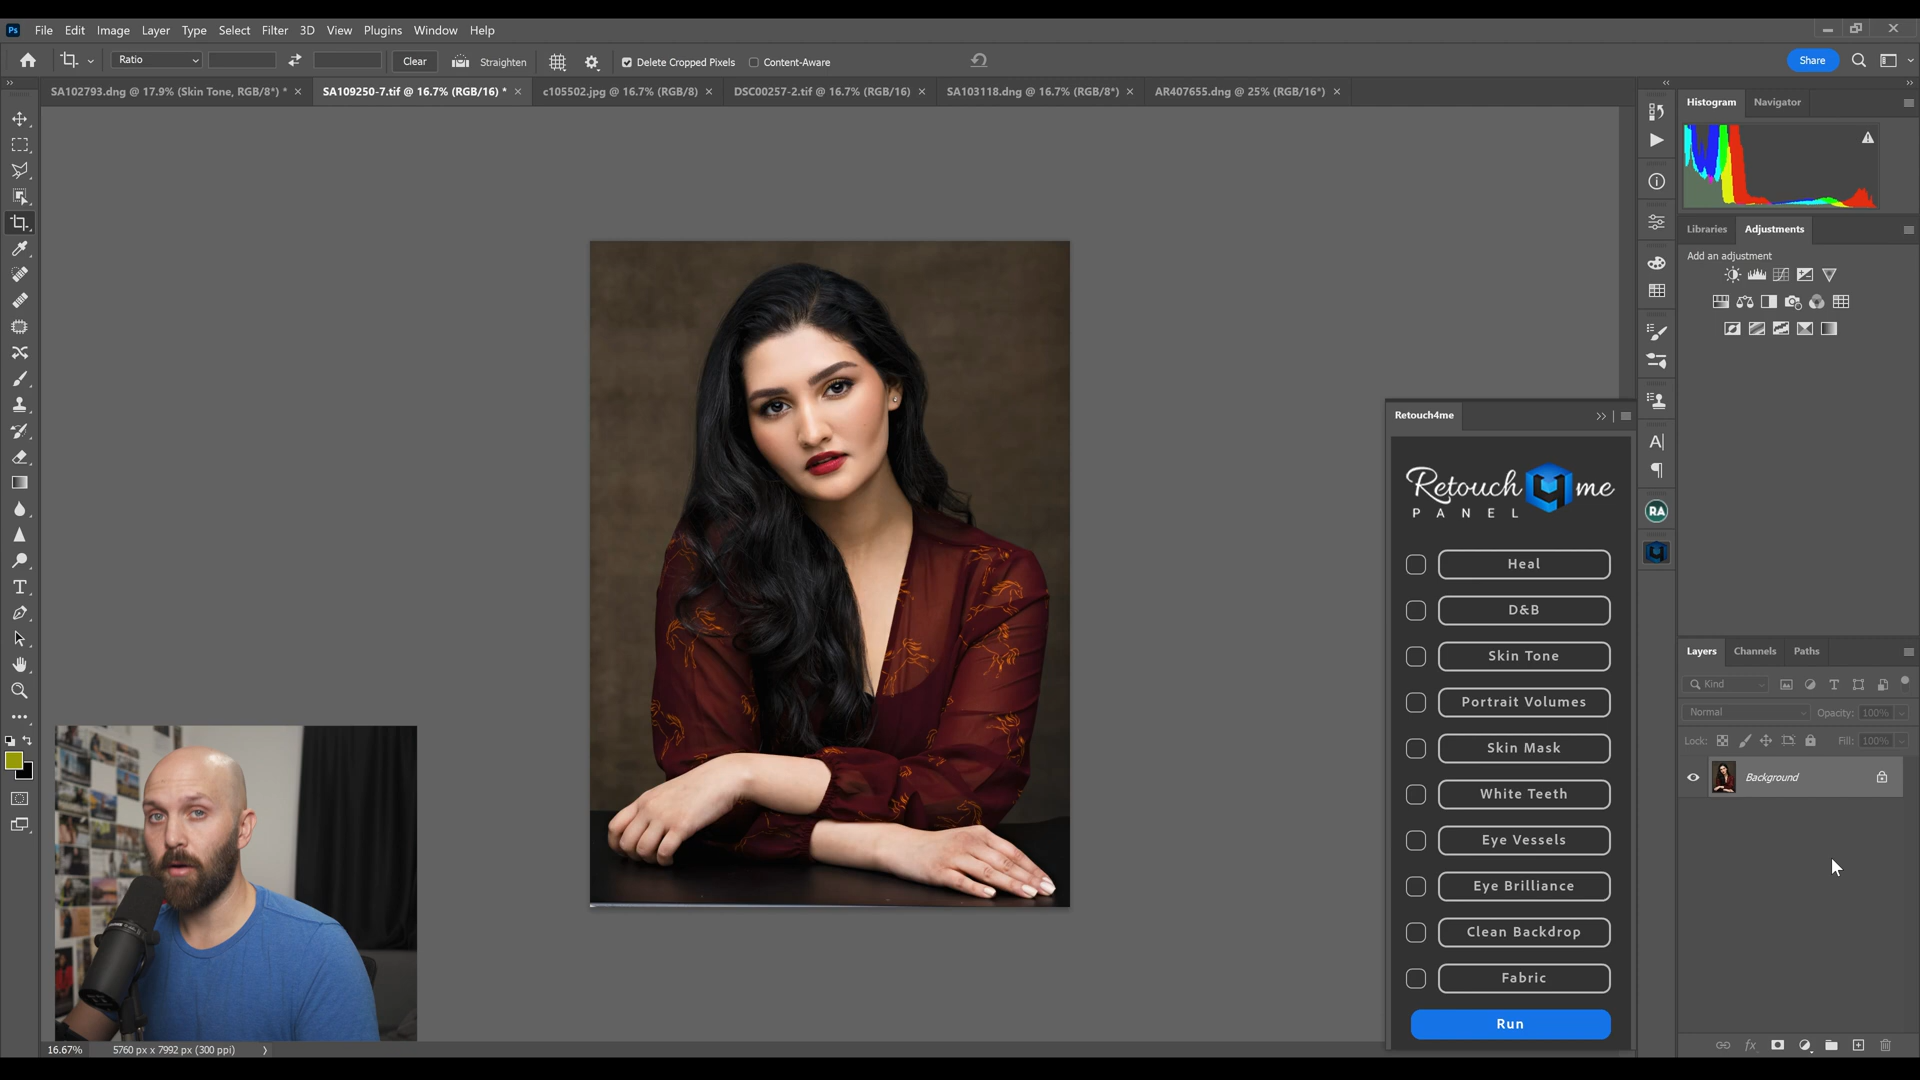 Ps File Edit Image Layer Type Select Filter 3D View Plugins Window Help
Ratio Clear Straighten Delete Cropped Pixels Content-Aware Share
SA102793.dng @ 17.9% (Skin Tone, RGB/8*) * SA109250-7.tif @ 16.7% (RGB/16) * c105502.jpg @ 16.7% (RGB/8) DSC00257-2.tif @ 16.7% (RGB/16) SA103118.dng @ 16.7% (RGB/8*) AR407655.dng @ 25% (RGB/16*)
Histogram Navigator
Libraries Adjustments
Add an adjustment
Retouch4me
Retouch4me
PANEL
RA
Heal
D&B
Skin Tone
Portrait Volumes
Skin Mask
White Teeth
Eye Vessels
Eye Brilliance
Clean Backdrop
Fabric
Run
Layers Channels Paths
Kind
Normal Opacity: 100%
Lock: Fill: 100%
Background
fx
16.67% 5760 px x 7992 px (300 ppi)